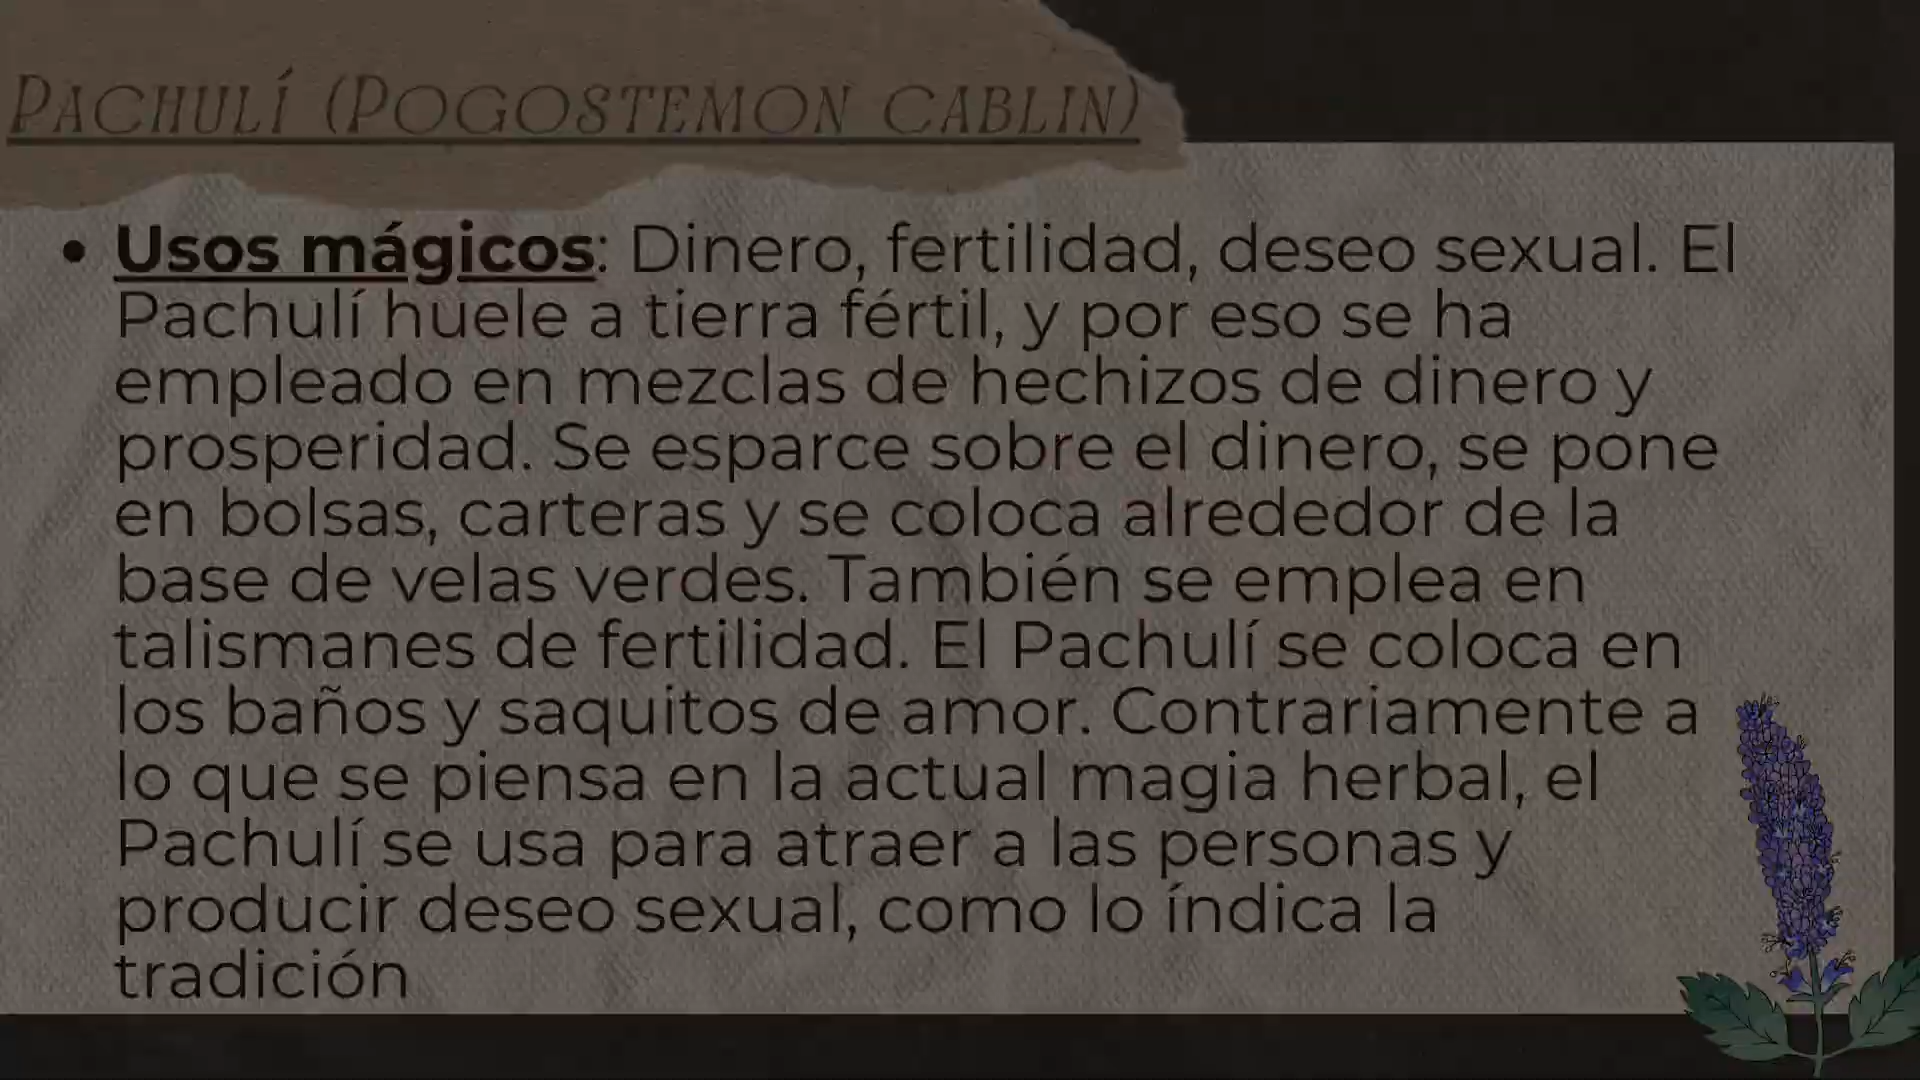 PACHULÍ (POGOSTEMON CABLIN)
• Usos mágicos: Dinero, fertilidad, deseo sexual. El
Pachulí huele a tierra fértil, y por eso se ha
empleado en mezclas de hechizos de dinero y
prosperidad. Se esparce sobre el dinero, se pone
en bolsas, carteras y se coloca alrededor de la
base de velas verdes. También se emplea en
talismanes de fertilidad. El Pachulí se coloca en
los baños y saquitos de amor. Contrariamente a
lo que se piensa en la actual magia herbal, el
Pachulí se usa para atraer a las personas y
producir deseo sexual, como lo índica la
tradición